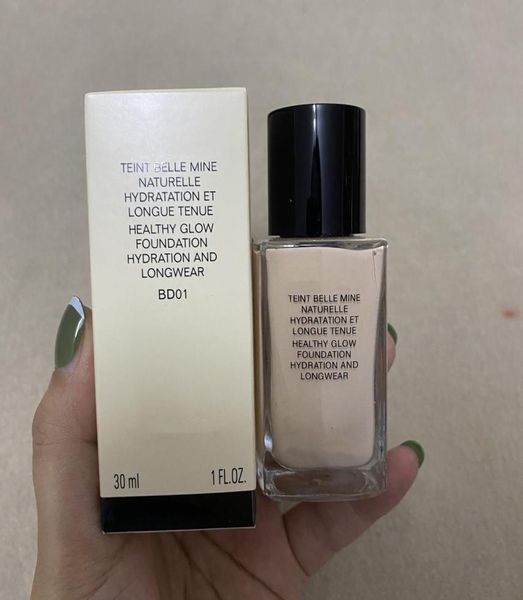 TEINT BELLE MINE
NATURELLE
HYDRATATION ET
LONGUE TENUE
HEALTHY GLOW
FOUNDATION
HYDRATION AND
LONGWEAR
BD01
30 ml
1 FL.OZ.
TEINT BELLE MINE
NATURELLE
HYDRATATION ET
LONGUE TENUE
HEALTHY GLOW
FOUNDATION
HYDRATION AND
LONGWEAR